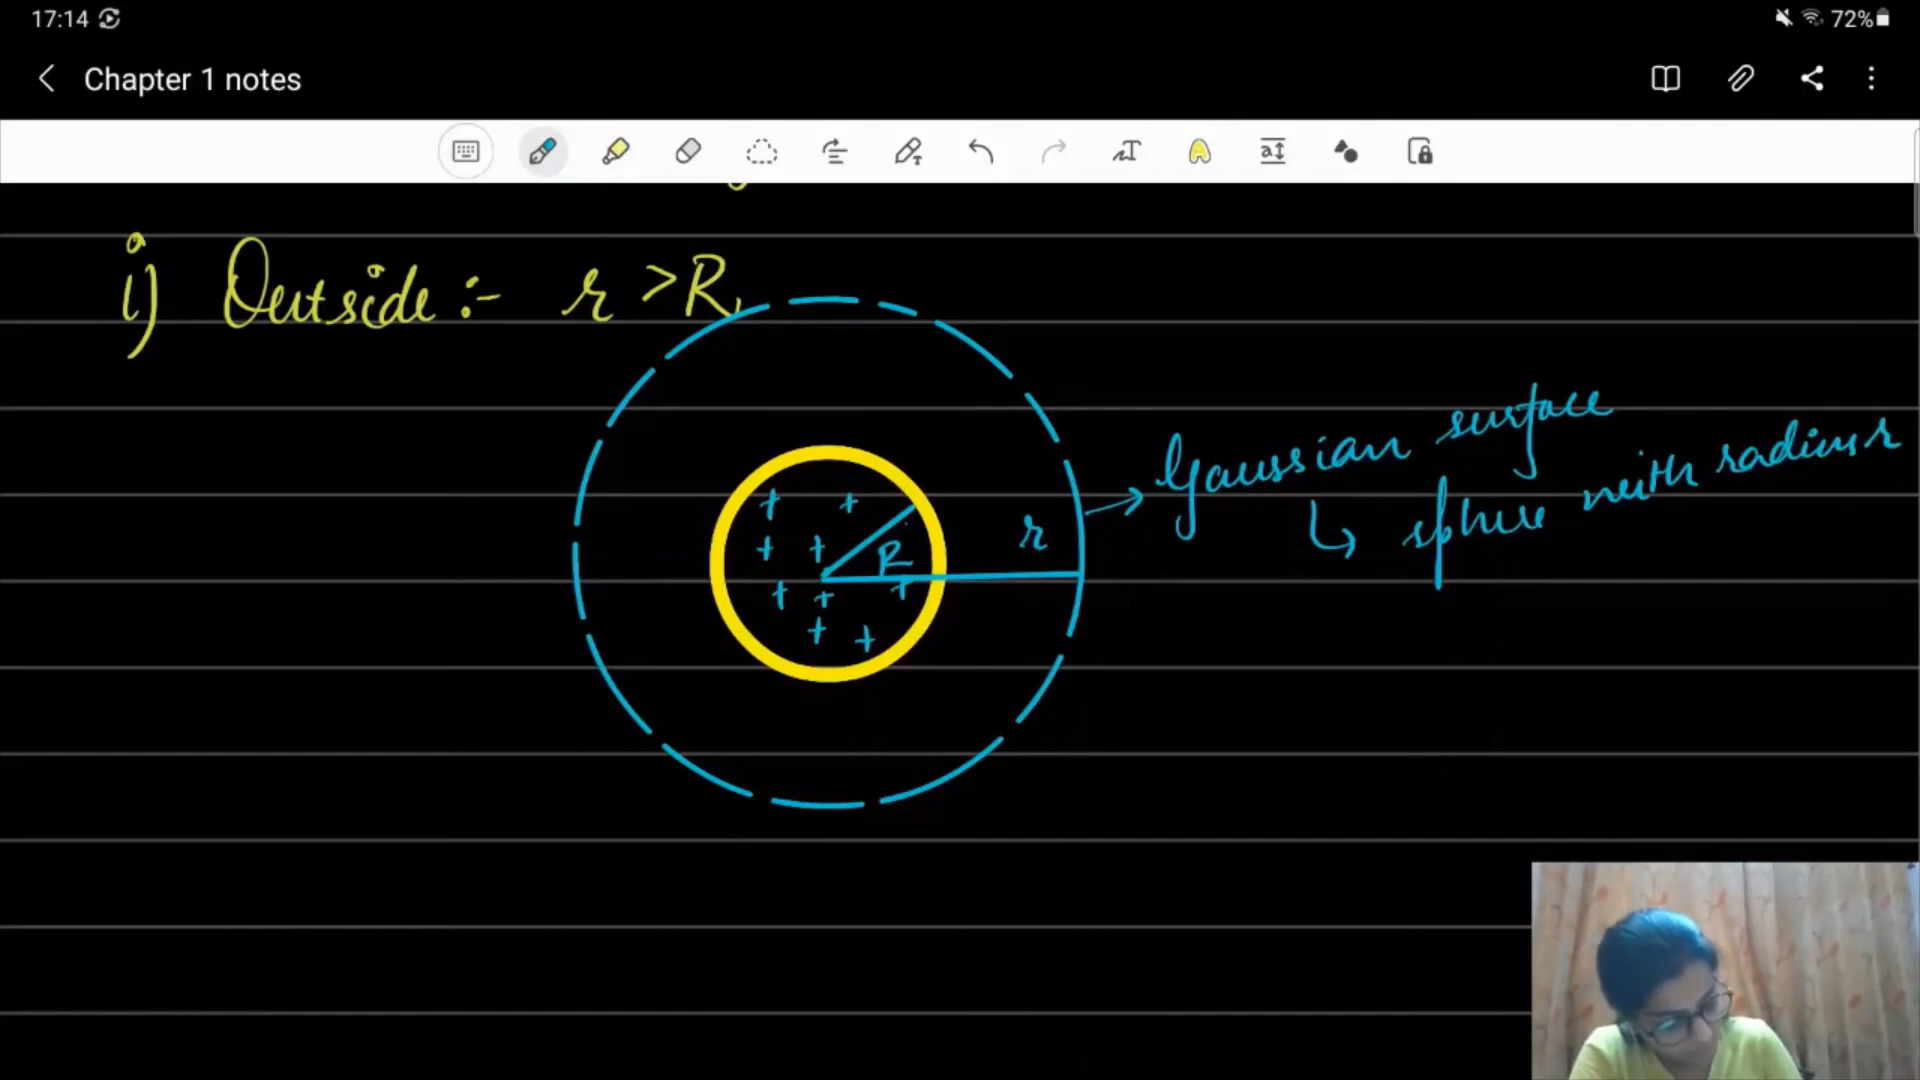 17:14
72%
Chapter 1 notes
i) Outside :- r > R
Gaussian surface
↳ sphere with radius r
+ +
+ + R r
+ + +
+ +